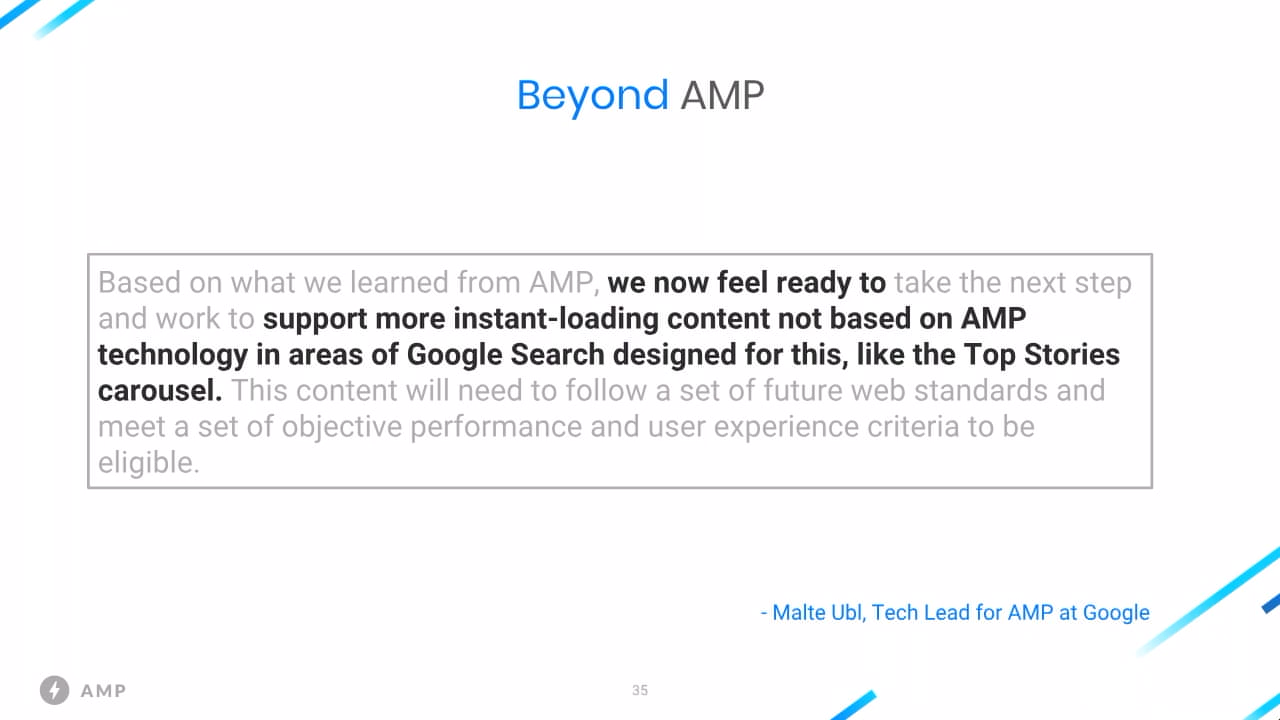 Beyond AMP
Based on what we learned from AMP, we now feel ready to take the next step
and work to support more instant-loading content not based on AMP
technology in areas of Google Search designed for this, like the Top Stories
carousel. This content will need to follow a set of future web standards and
meet a set of objective performance and user experience criteria to be
eligible.
- Malte Ubl, Tech Lead for AMP at Google
AMP
35